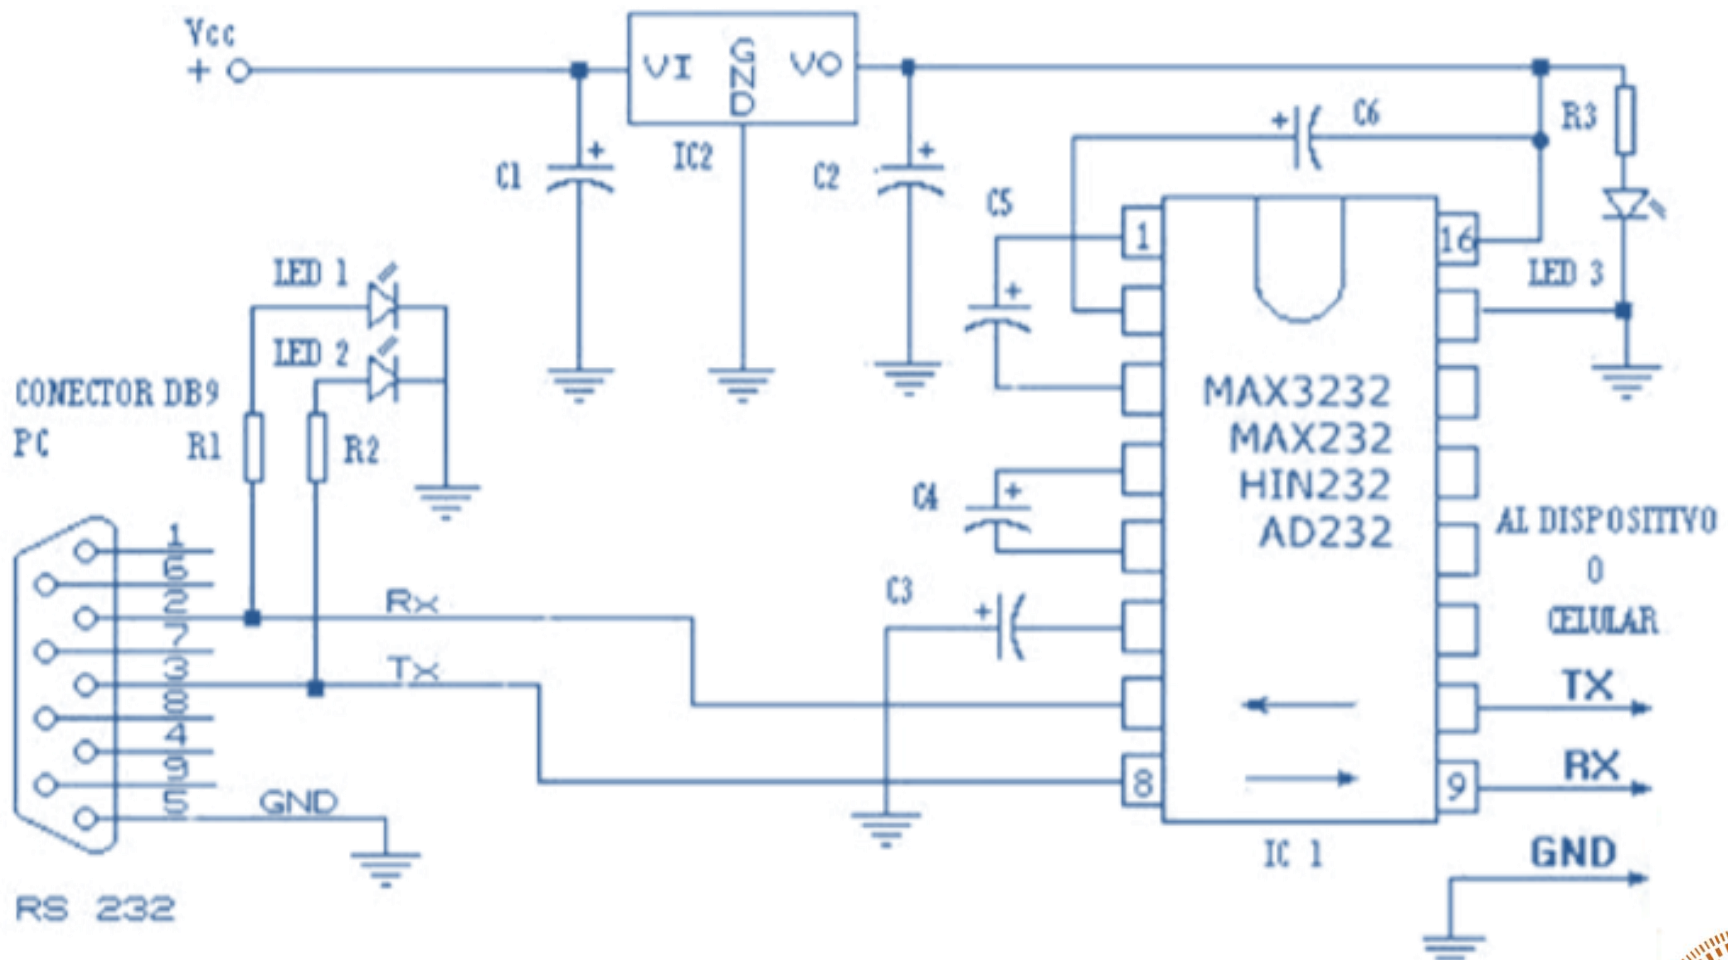 Vcc
+
VI
GND
VO
IC2
C1
+
C2
+
C6
+
R3
C5
+
1
16
LED 3
LED 1
LED 2
CONECTOR DB9
PC
R1
R2
MAX3232
MAX232
HIN232
AD232
C4
+
AL DISPOSITIVO
O
CELULAR
C3
+
1
6
2
7
3
8
4
9
5
Rx
Tx
GND
TX
RX
8
9
GND
IC 1
RS 232